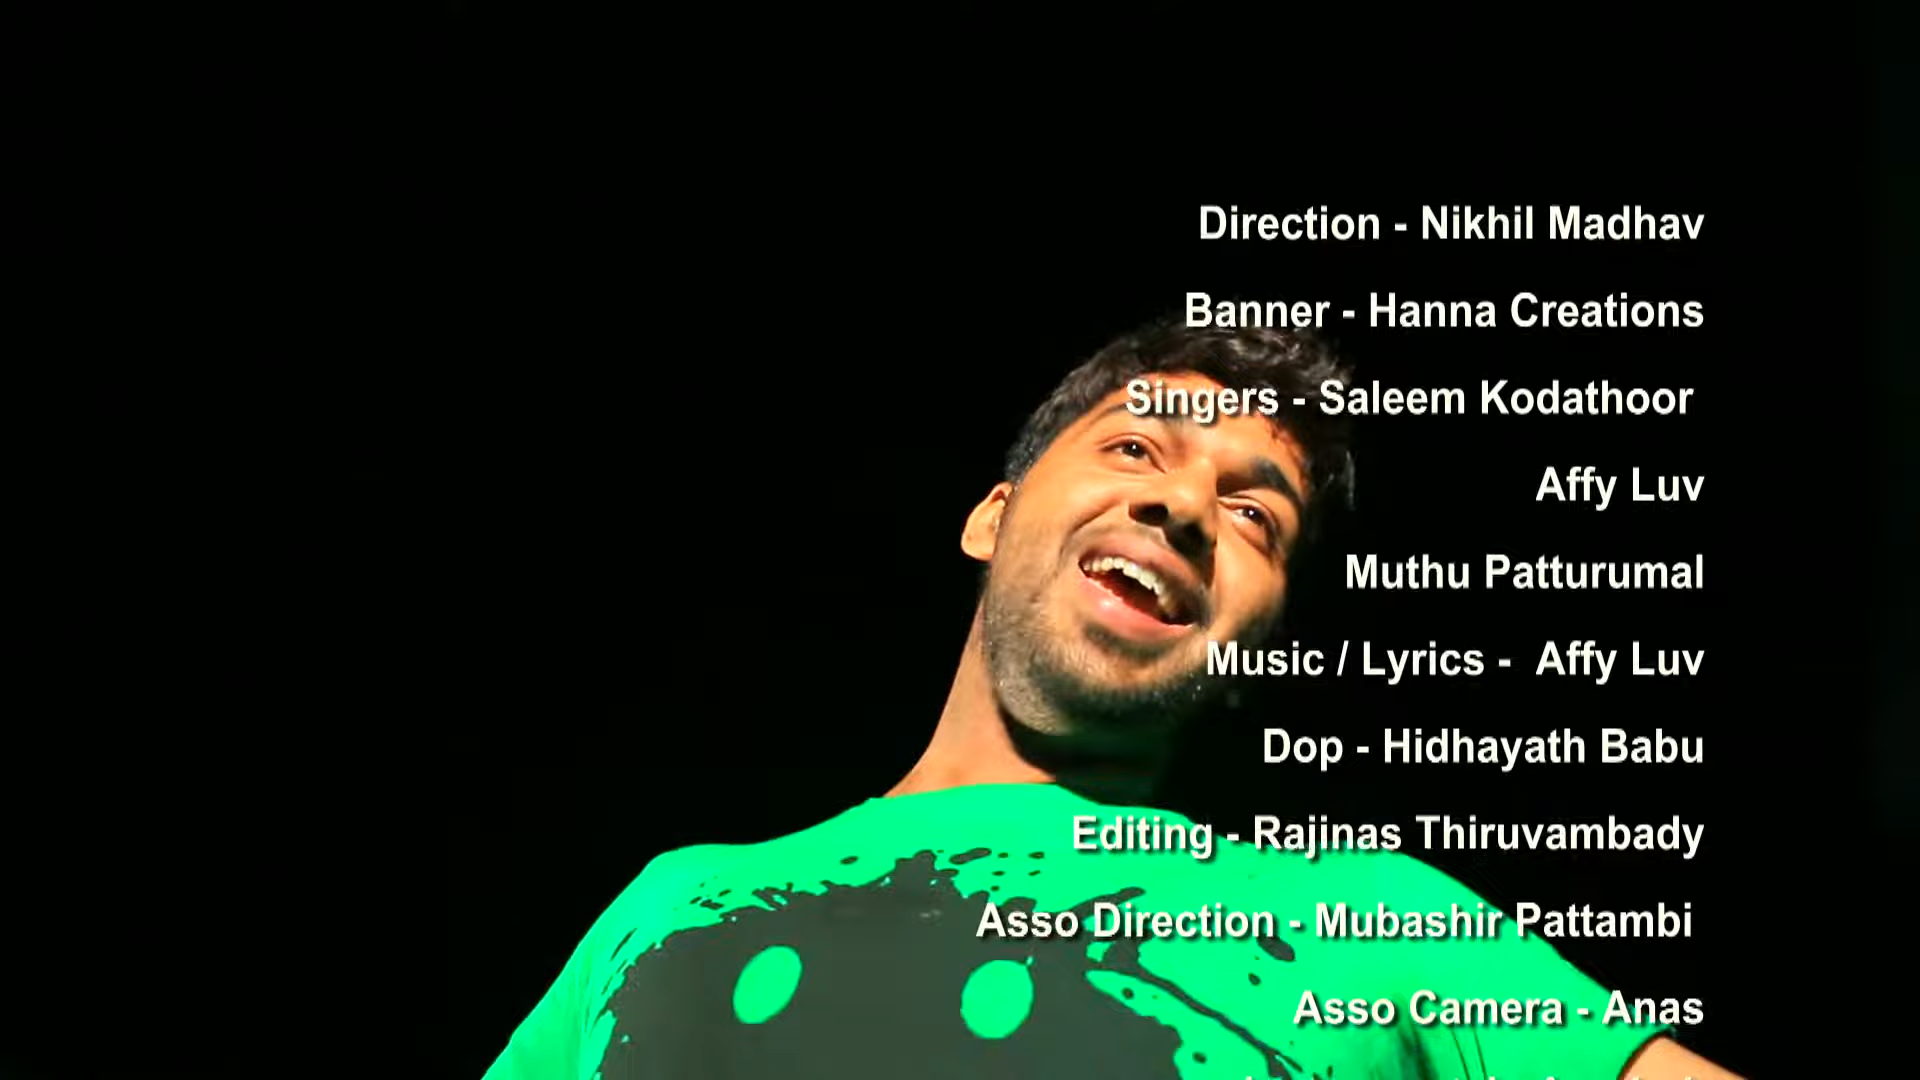 Direction - Nikhil Madhav
Banner - Hanna Creations
Singers - Saleem Kodathoor
Affy Luv
Muthu Patturumal
Music / Lyrics - Affy Luv
Dop - Hidhayath Babu
Editing - Rajinas Thiruvambady
Asso Direction - Mubashir Pattambi
Asso Camera - Anas